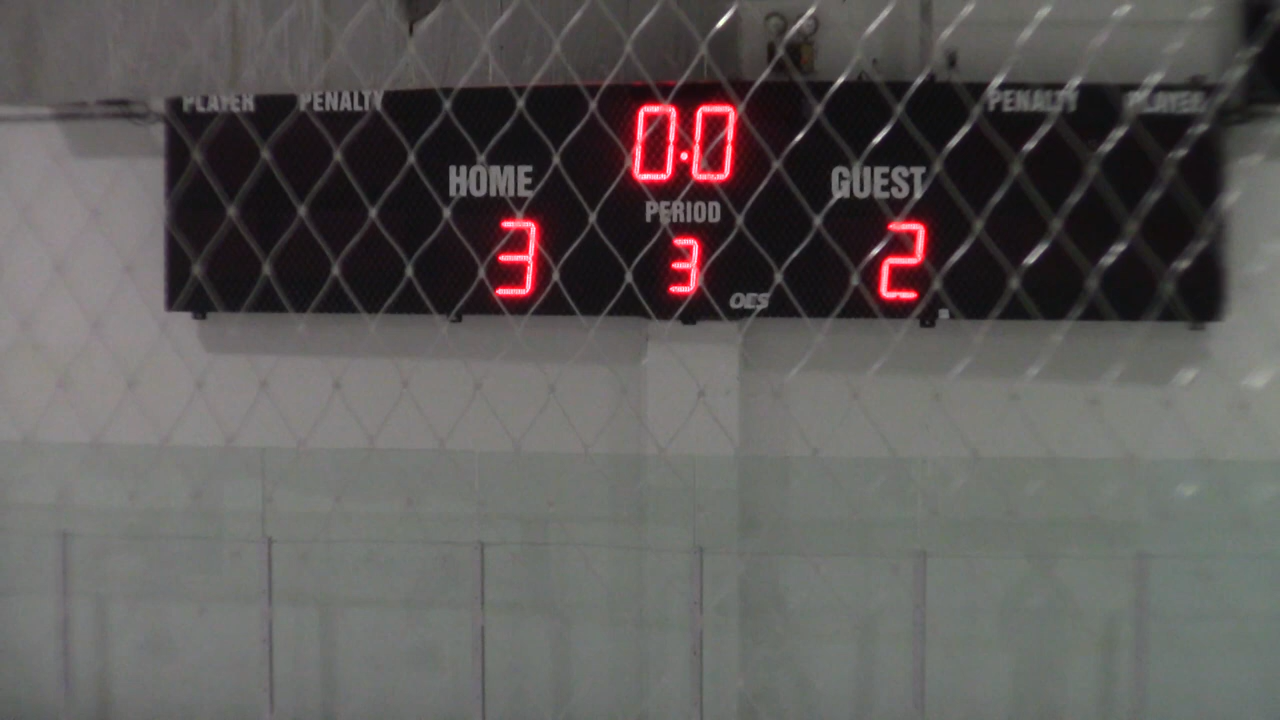 PLAYER PENALTY 0.0 PENALTY PLAYER
HOME GUEST
PERIOD
3 3 2
OES